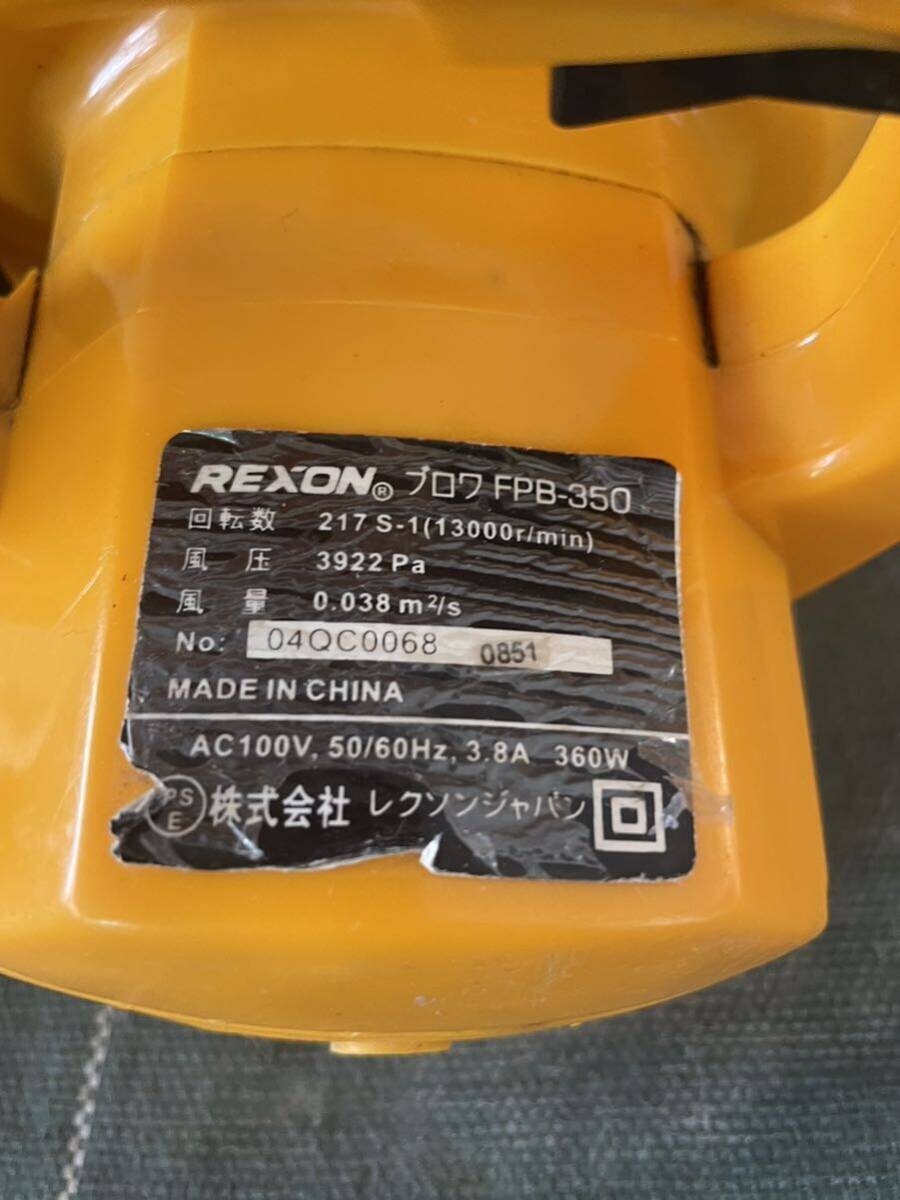 REXON® ブロワ FPB-350
回転数 217 S-1(13000r/min)
風圧 3922 Pa
風量 0.038 m²/s
No: 04QC0068 0851
MADE IN CHINA
AC100V, 50/60Hz, 3.8A 360W
PSE 株式会社 レクソンジャパン